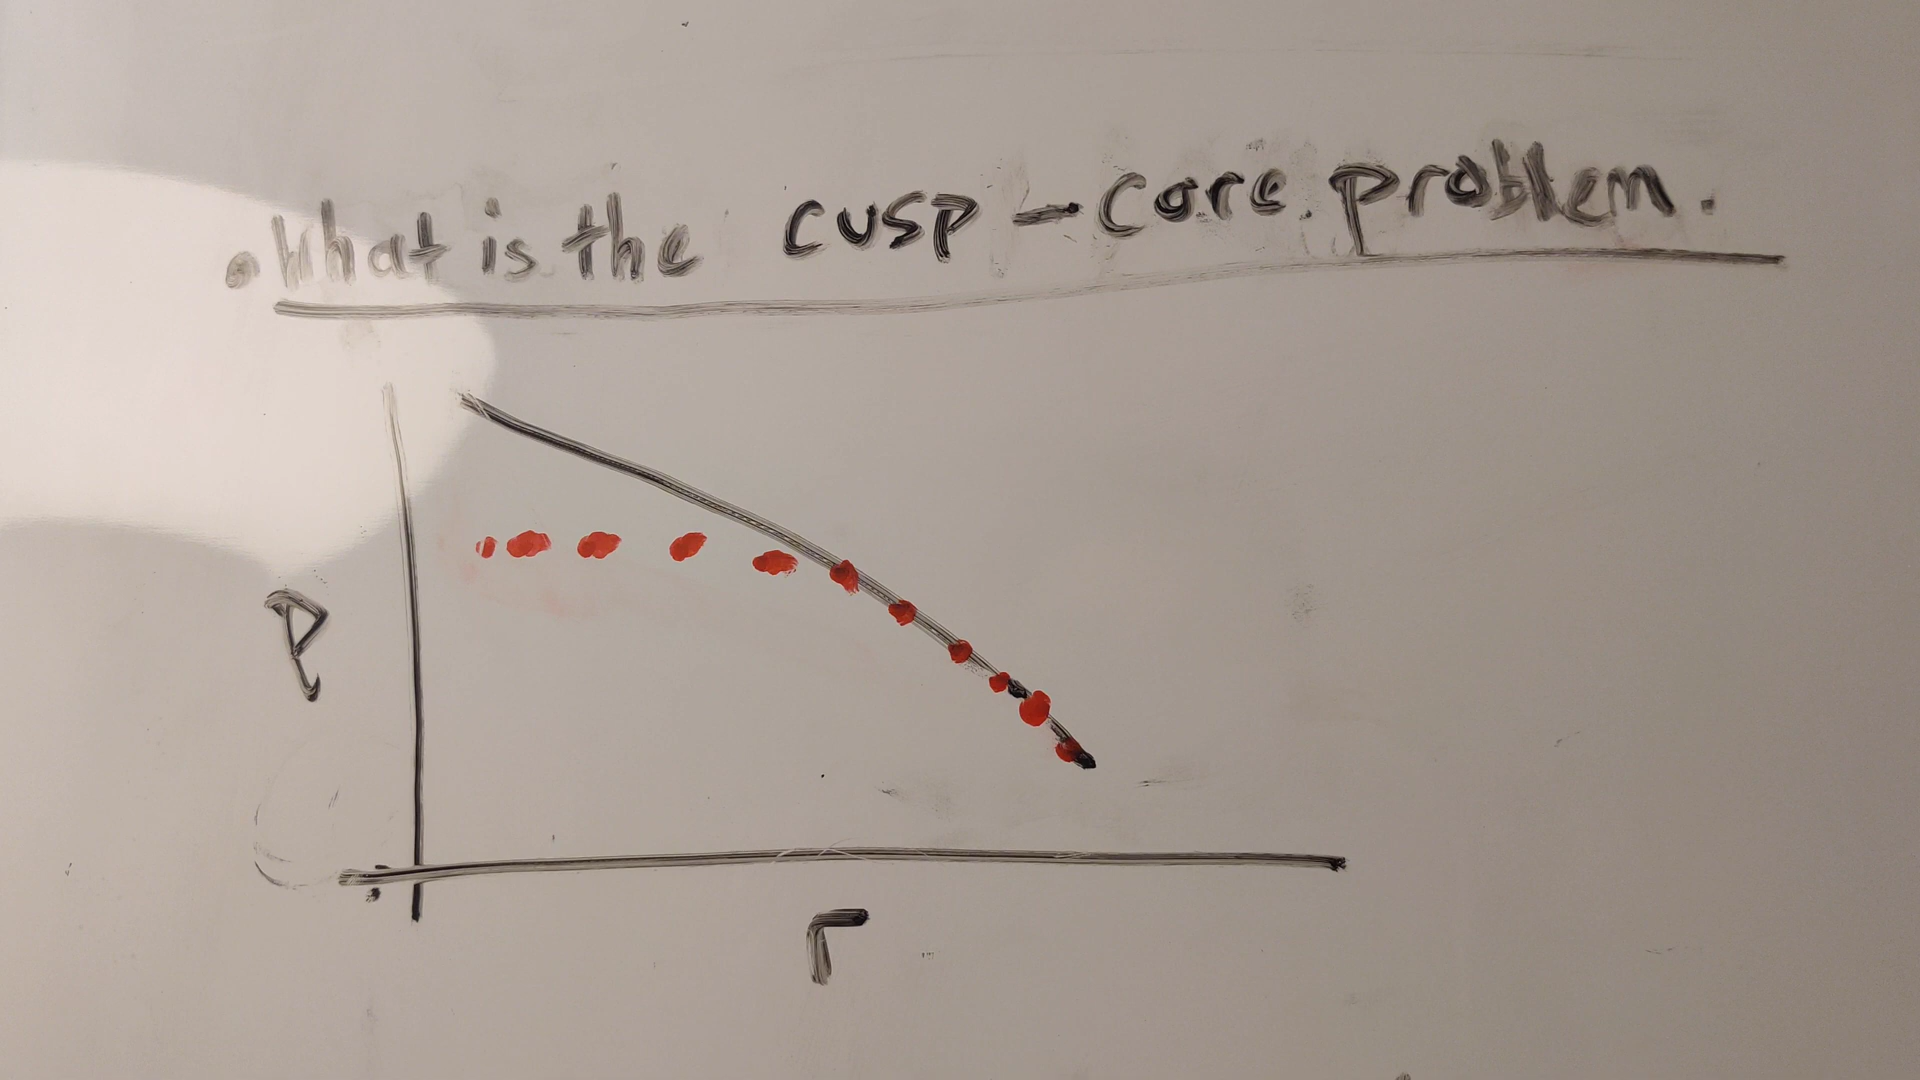 • What is the cusp - core problem.
ρ
r